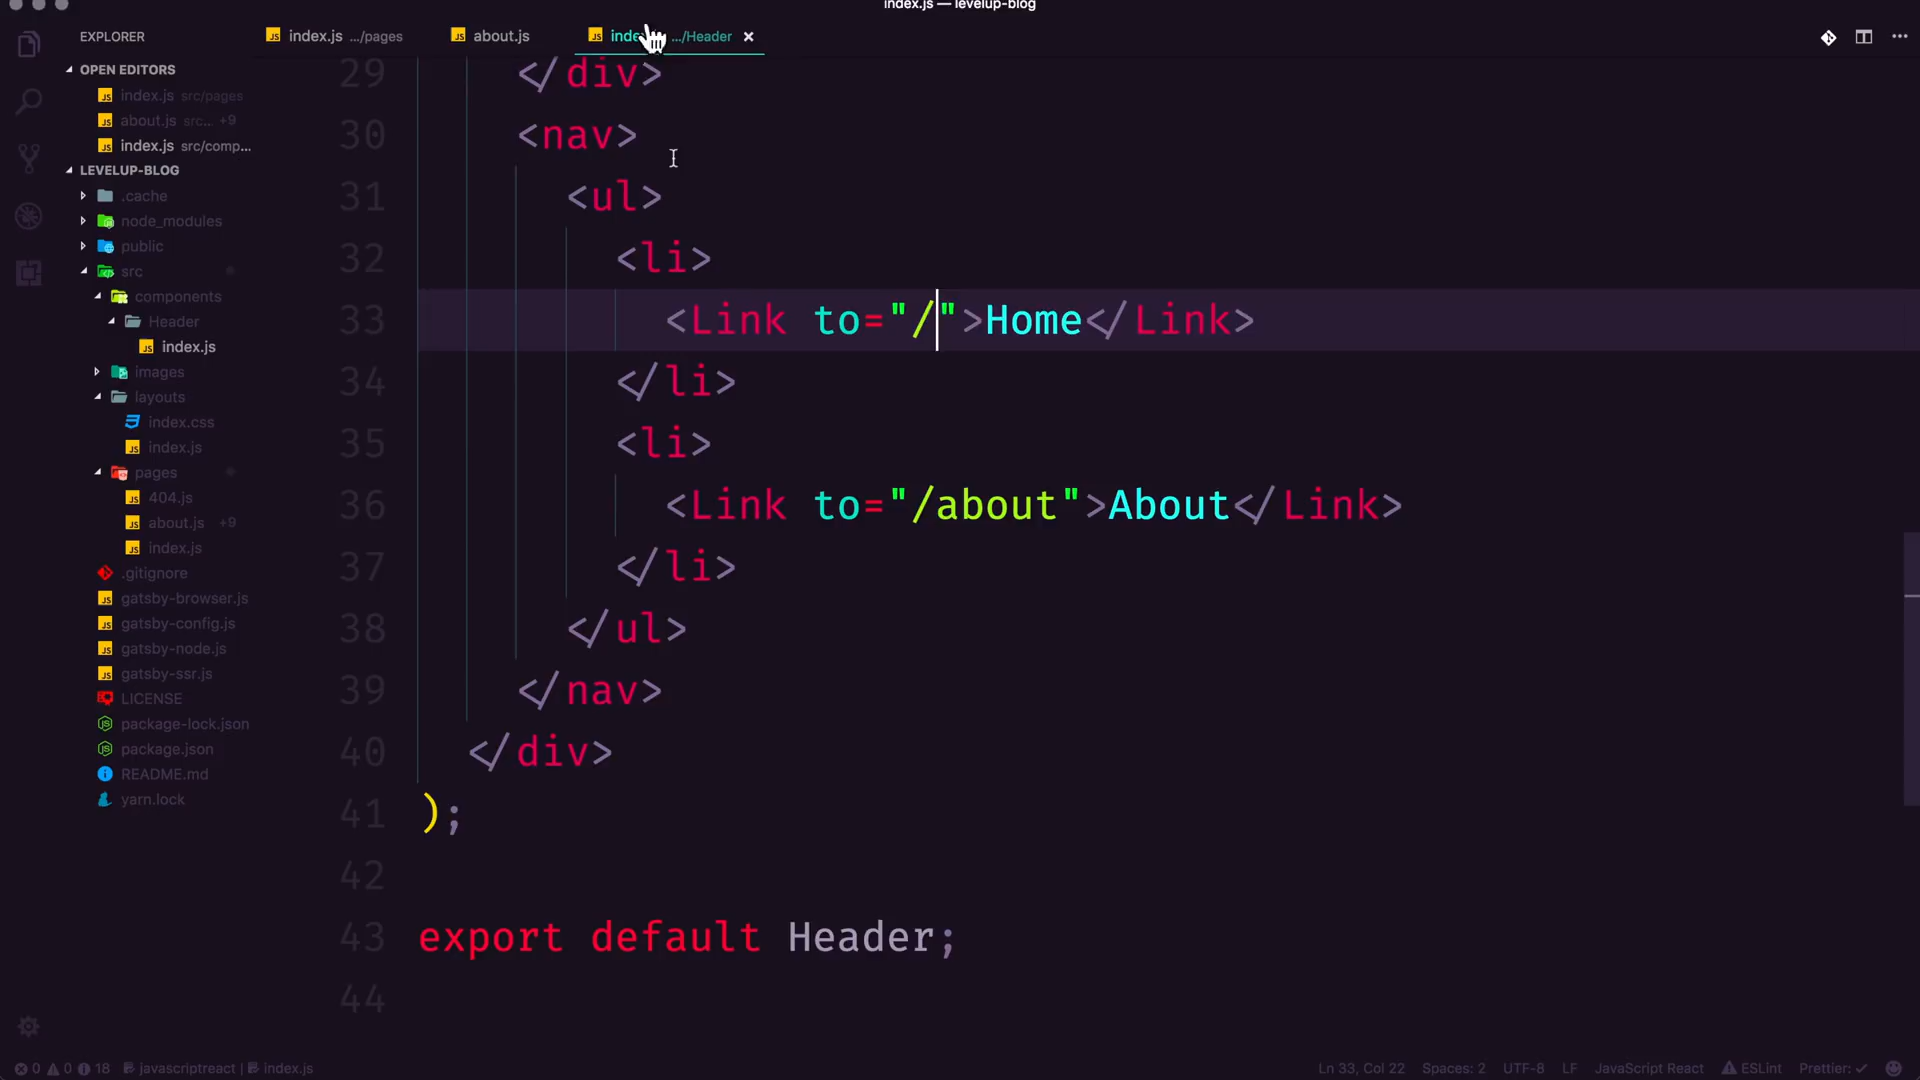 index.js — levelup-blog
EXPLORER
index.js .../pages
about.js
inde .../Header
OPEN EDITORS
index.js src/pages
about.js src... +9
index.js src/comp...
LEVELUP-BLOG
.cache
node_modules
public
src
components
Header
index.js
images
layouts
index.css
index.js
pages
404.js
about.js +9
index.js
.gitignore
gatsby-browser.js
gatsby-config.js
gatsby-node.js
gatsby-ssr.js
LICENSE
package-lock.json
package.json
README.md
yarn.lock
29 </div>
30 <nav>
31 <ul>
32 <li>
33 <Link to="/">Home</Link>
34 </li>
35 <li>
36 <Link to="/about">About</Link>
37 </li>
38 </ul>
39 </nav>
40 </div>
41 );
42
43 export default Header;
44
0 0 18 javascriptreact | index.js
Ln 33, Col 22 Spaces: 2 UTF-8 LF JavaScript React ESLint Prettier: ✓